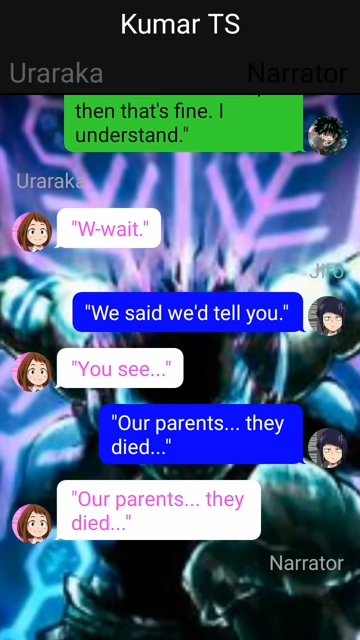 Kumar TS
Uraraka
Narrator
then that's fine. I
understand."
Uraraka
"W-wait."
Jiro
"We said we'd tell you."
"You see..."
"Our parents... they
died..."
"Our parents... they
died..."
Narrator